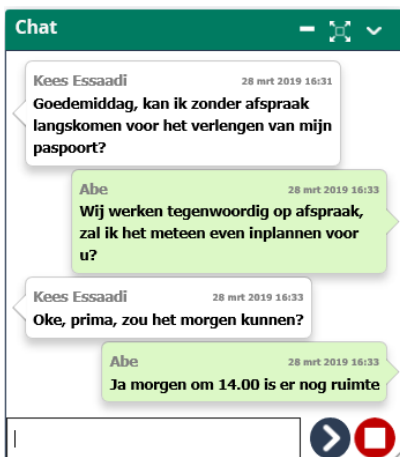 Chat
Kees Essaadi 28 mrt 2019 16:31
Goedemiddag, kan ik zonder afspraak
langskomen voor het verlengen van mijn
paspoort?
Abe 28 mrt 2019 16:33
Wij werken tegenwoordig op afspraak,
zal ik het meteen even inplannen voor
u?
Kees Essaadi 28 mrt 2019 16:33
Oke, prima, zou het morgen kunnen?
Abe 28 mrt 2019 16:33
Ja morgen om 14.00 is er nog ruimte